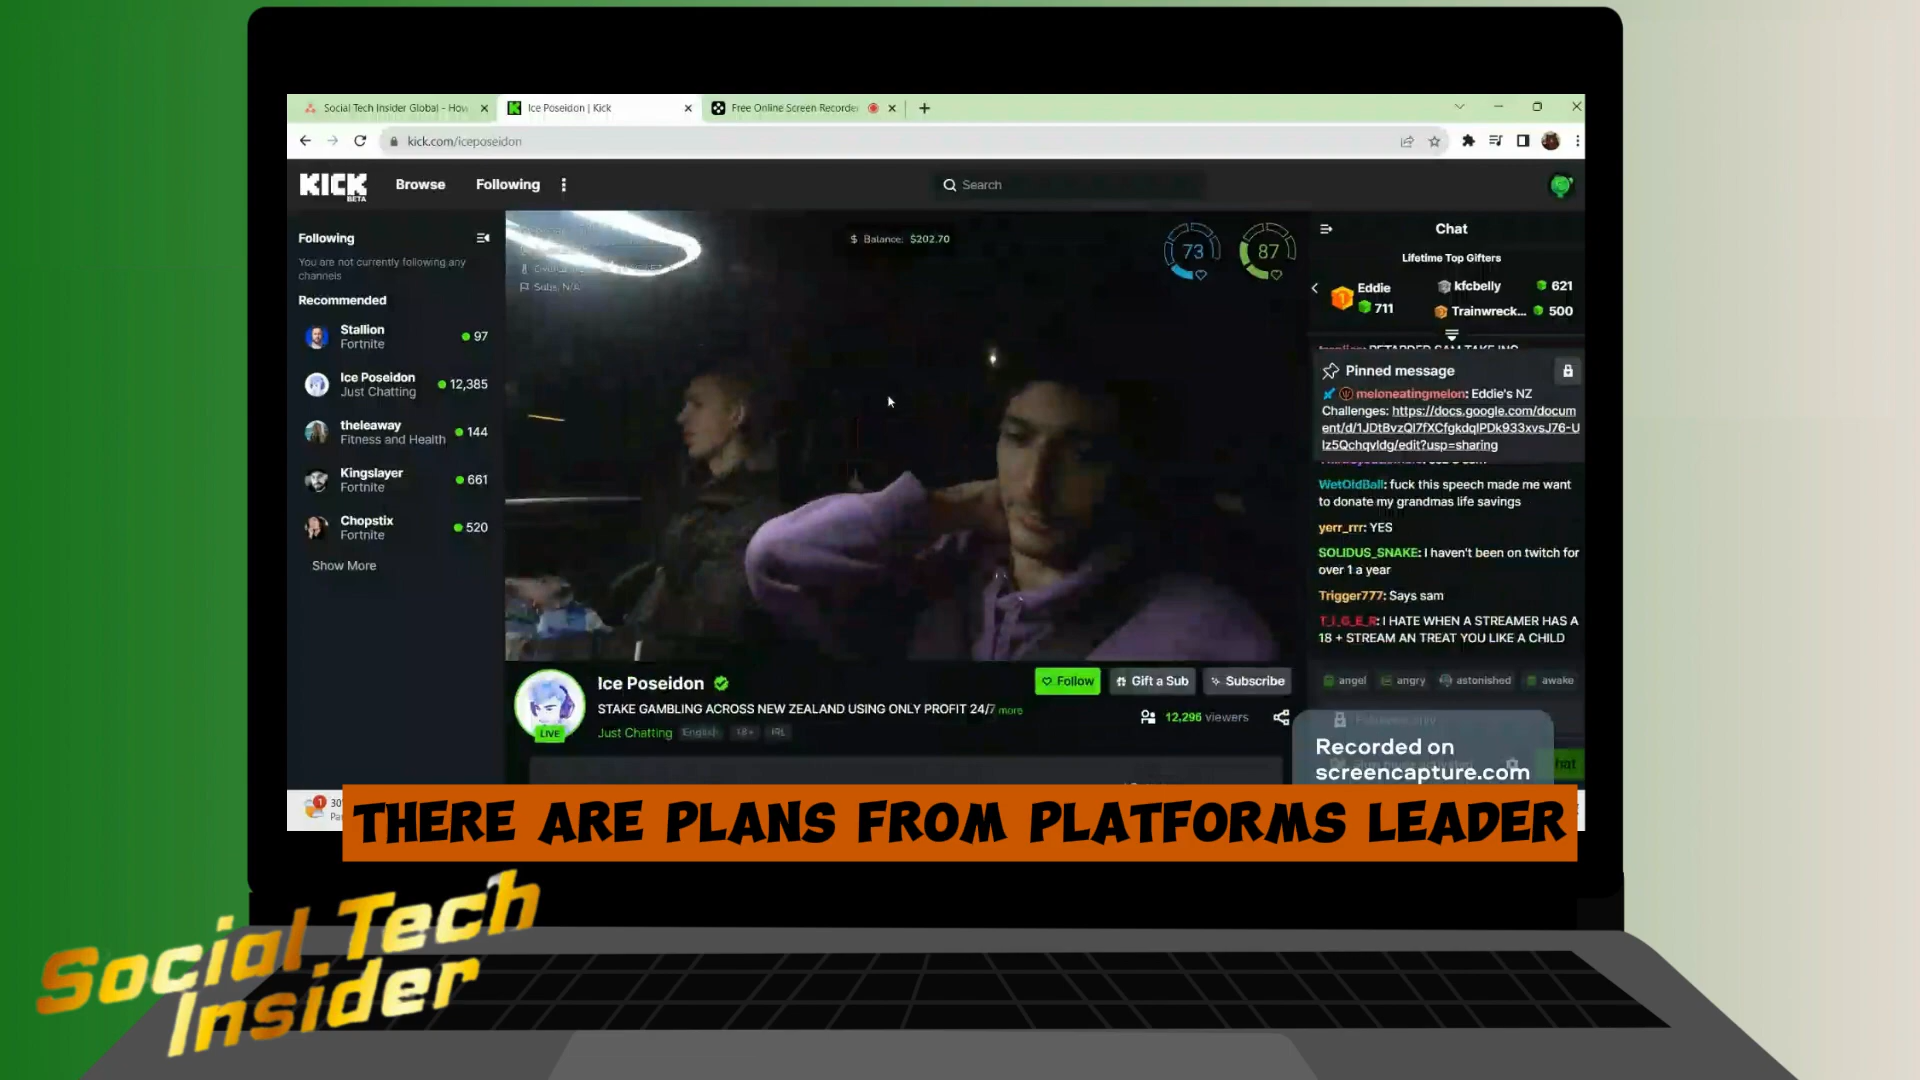 Social Tech Insider Global - How
Ice Poseidon | Kick
Free Online Screen Recorder
kick.com/iceposeidon
KICK
BETA
Browse
Following
Search
Following
You are not currently following any
channels
Recommended
Stallion
Fortnite
97
Ice Poseidon
Just Chatting
12,385
theleaway
Fitness and Health
144
Kingslayer
Fortnite
661
Chopstix
Fortnite
520
Show More
$ Balance: $202.70
Subs: N/A
73
87
Chat
Lifetime Top Gifters
Eddie
711
kfcbelly
621
Trainwreck...
500
Pinned message
meloneatingmelon: Eddie's NZ
Challenges: https://docs.google.com/docum
ent/d/1JDtBvzQl7fXCfgkdqlPDk933xvsJ76-U
lz5Qchqvldg/edit?usp=sharing
WetOldBall: fuck this speech made me want
to donate my grandmas life savings
yerr_rrr: YES
SOLIDUS_SNAKE: I haven't been on twitch for
over 1 a year
Trigger777: Says sam
T_I_G_E_R: I HATE WHEN A STREAMER HAS A
18 + STREAM AN TREAT YOU LIKE A CHILD
angel
angry
astonished
awake
Ice Poseidon
STAKE GAMBLING ACROSS NEW ZEALAND USING ONLY PROFIT 24/7 more
Just Chatting English 18+ IRL
LIVE
Follow
Gift a Sub
Subscribe
12,296 viewers
Recorded on
screencapture.com
THERE ARE PLANS FROM PLATFORMS LEADER
Social Tech
Insider